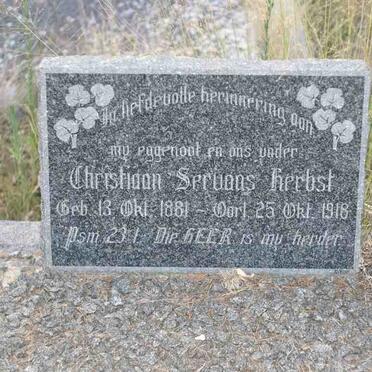 In liefdevolle herinnering aan
my eggenoot en ons vader
Christiaan Servaas Herbst
Geb. 13. Okt. 1881 - Oorl. 25. Okt. 1918
Psm. 23:1. Die HEER is my herder